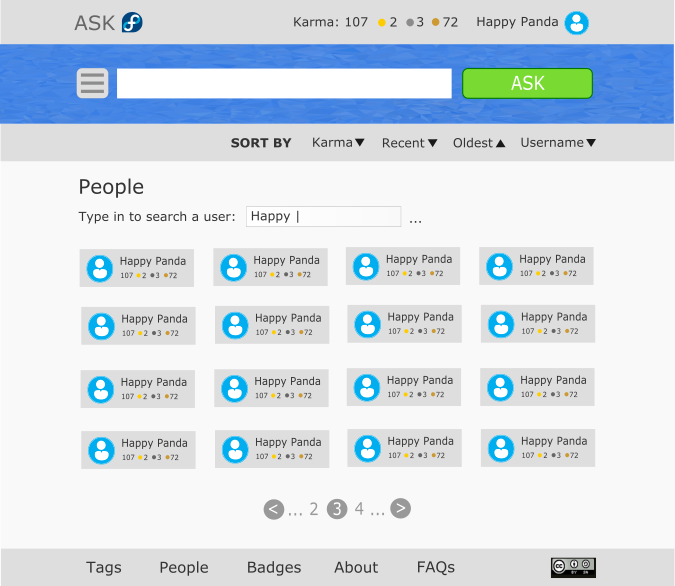 ASK Karma: 107 2 3 72 Happy Panda
ASK
SORT BY Karma▼ Recent▼ Oldest▲ Username▼
People
Type in to search a user: Happy | ...
Happy Panda Happy Panda Happy Panda Happy Panda
107 2 3 72 107 2 3 72 107 2 3 72 107 2 3 72
Happy Panda Happy Panda Happy Panda Happy Panda
107 2 3 72 107 2 3 72 107 2 3 72 107 2 3 72
Happy Panda Happy Panda Happy Panda Happy Panda
107 2 3 72 107 2 3 72 107 2 3 72 107 2 3 72
Happy Panda Happy Panda Happy Panda Happy Panda
107 2 3 72 107 2 3 72 107 2 3 72 107 2 3 72
< ... 2 3 4 ... >
Tags People Badges About FAQs
cc
BY SA